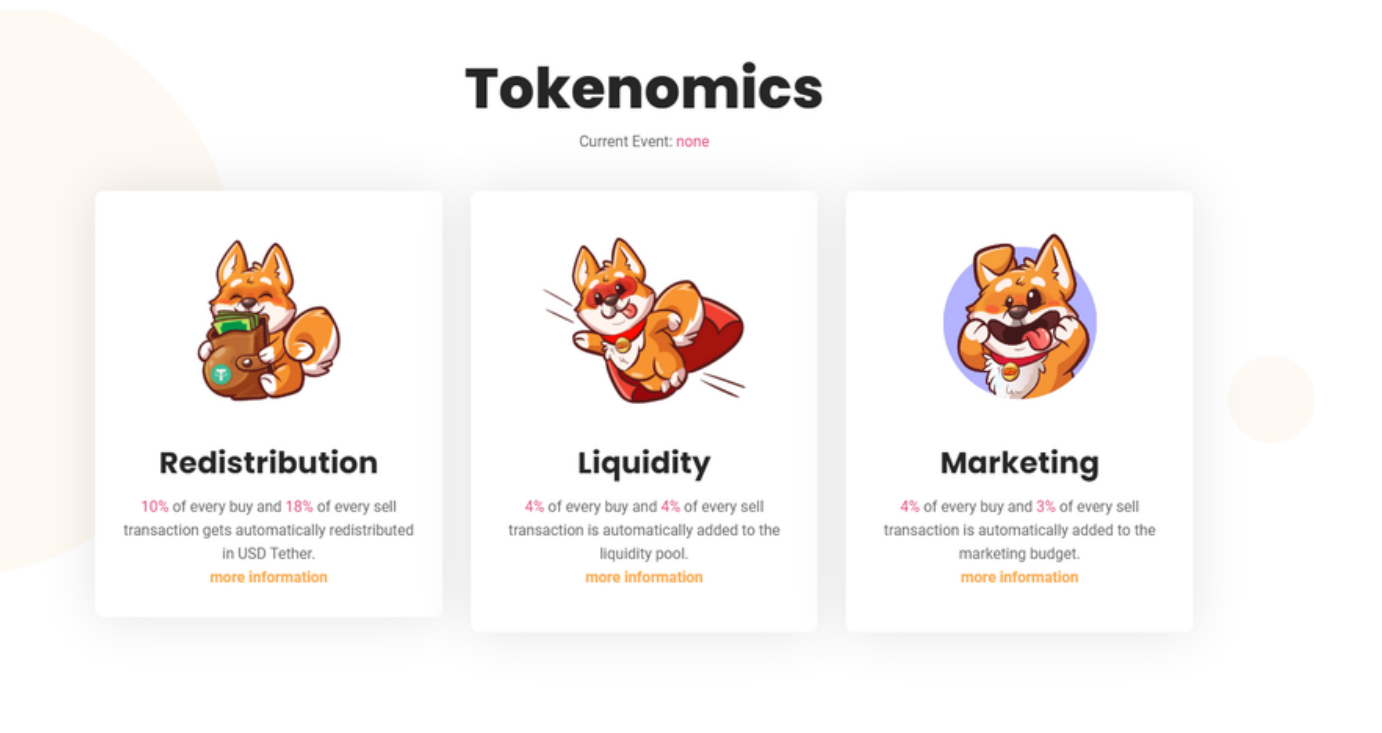 Tokenomics
Current Event: none
Redistribution
10% of every buy and 18% of every sell
transaction gets automatically redistributed
in USD Tether.
more information
Liquidity
4% of every buy and 4% of every sell
transaction is automatically added to the
liquidity pool.
more information
Marketing
4% of every buy and 3% of every sell
transaction is automatically added to the
marketing budget.
more information